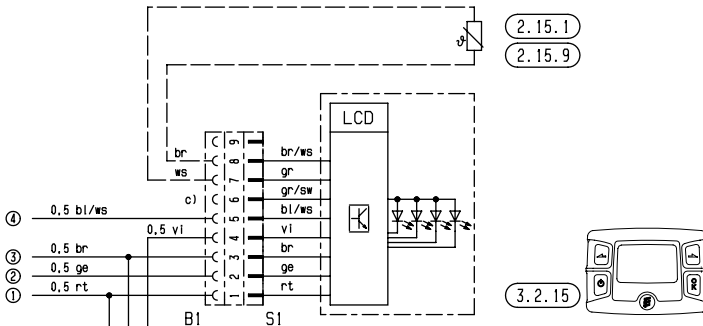 2.15.1
2.15.9
ϑ
LCD
9
br 8 br/ws
ws 7 gr
c) 6 gr/sw
④ 0,5 bl/ws 5 bl/ws
0,5 vi 4 vi
③ 0,5 br 3 br
② 0,5 ge 2 ge
① 0,5 rt 1 rt
B1 S1
3.2.15
OK